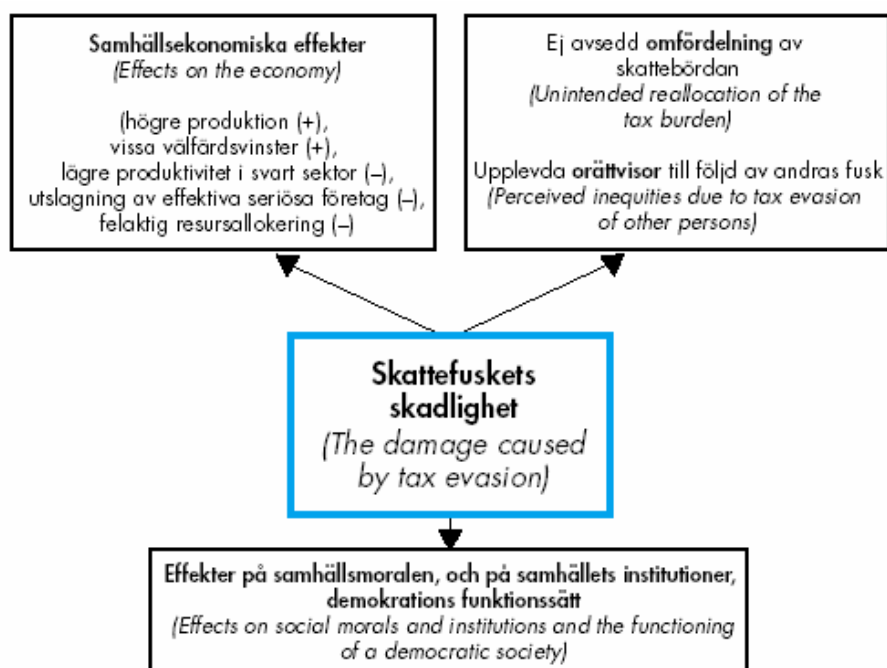 Samhällsekonomiska effekter
(Effects on the economy)
(högre produktion (+),
vissa välfärdsvinster (+),
lägre produktivitet i svart sektor (–),
utslagning av effektiva seriösa företag (–),
felaktig resursallokering (–)
Ej avsedd omfördelning av
skattebördan
(Unintended reallocation of the
tax burden)
Upplevda orättvisor till följd av andras fusk
(Perceived inequities due to tax evasion
of other persons)
Skattefuskets
skadlighet
(The damage caused
by tax evasion)
Effekter på samhällsmoralen, och på samhällets institutioner,
demokratins funktionssätt
(Effects on social morals and institutions and the functioning
of a democratic society)